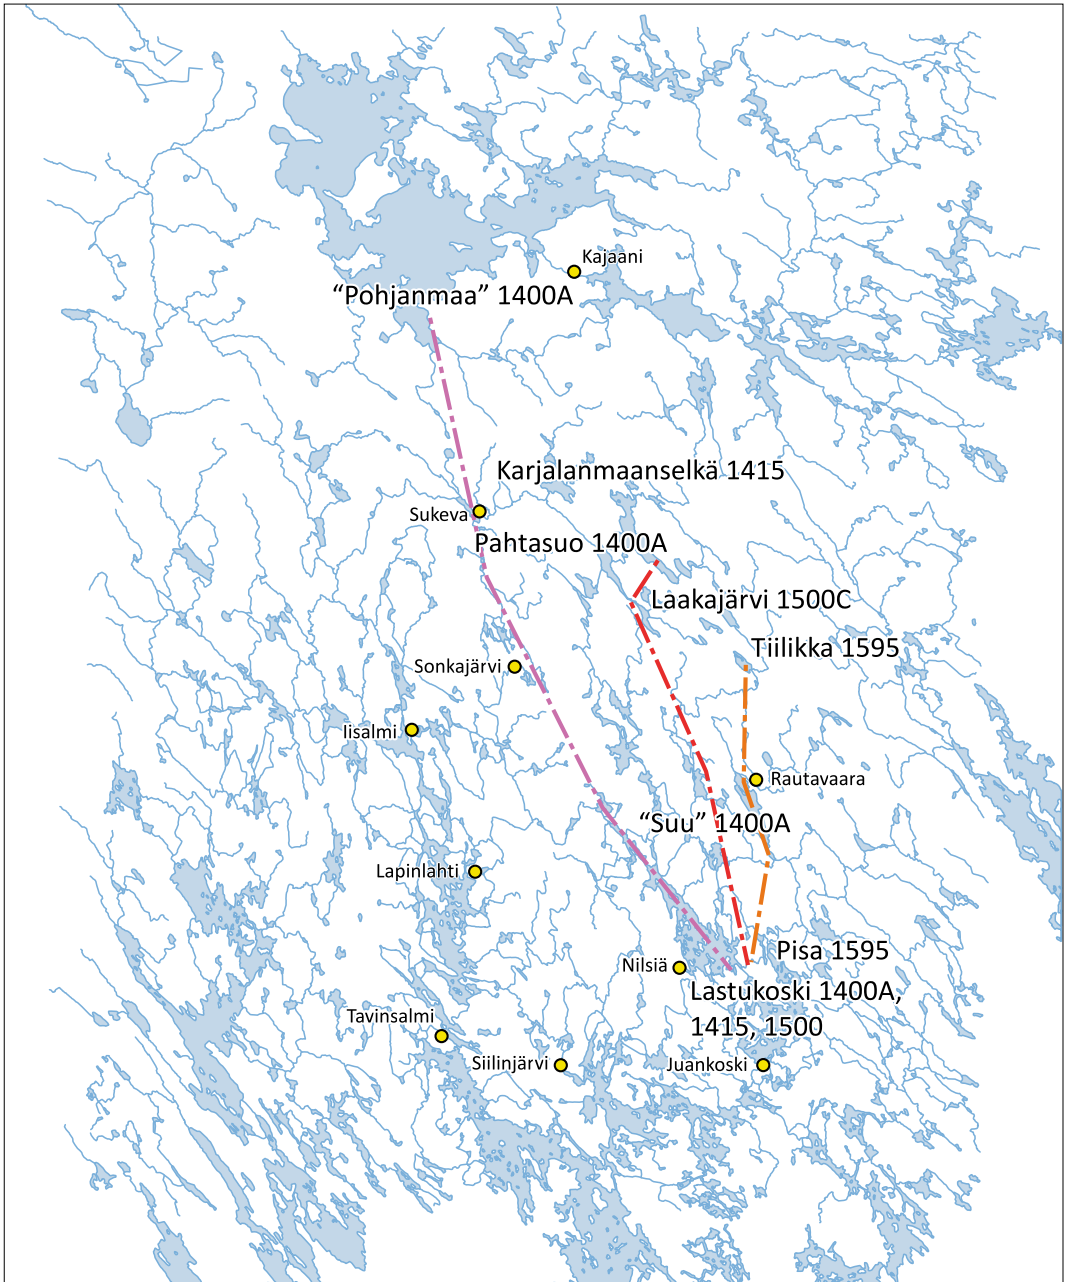 Kajaani
“Pohjanmaa” 1400A
Karjalanmaanselkä 1415
Sukeva
Pahtasuo 1400A
Laakajärvi 1500C
Tiilikka 1595
Sonkajärvi
Iisalmi
Rautavaara
“Suu” 1400A
Lapinlahti
Pisa 1595
Nilsiä
Lastukoski 1400A,
1415, 1500
Tavinsalmi
Siilinjärvi
Juankoski